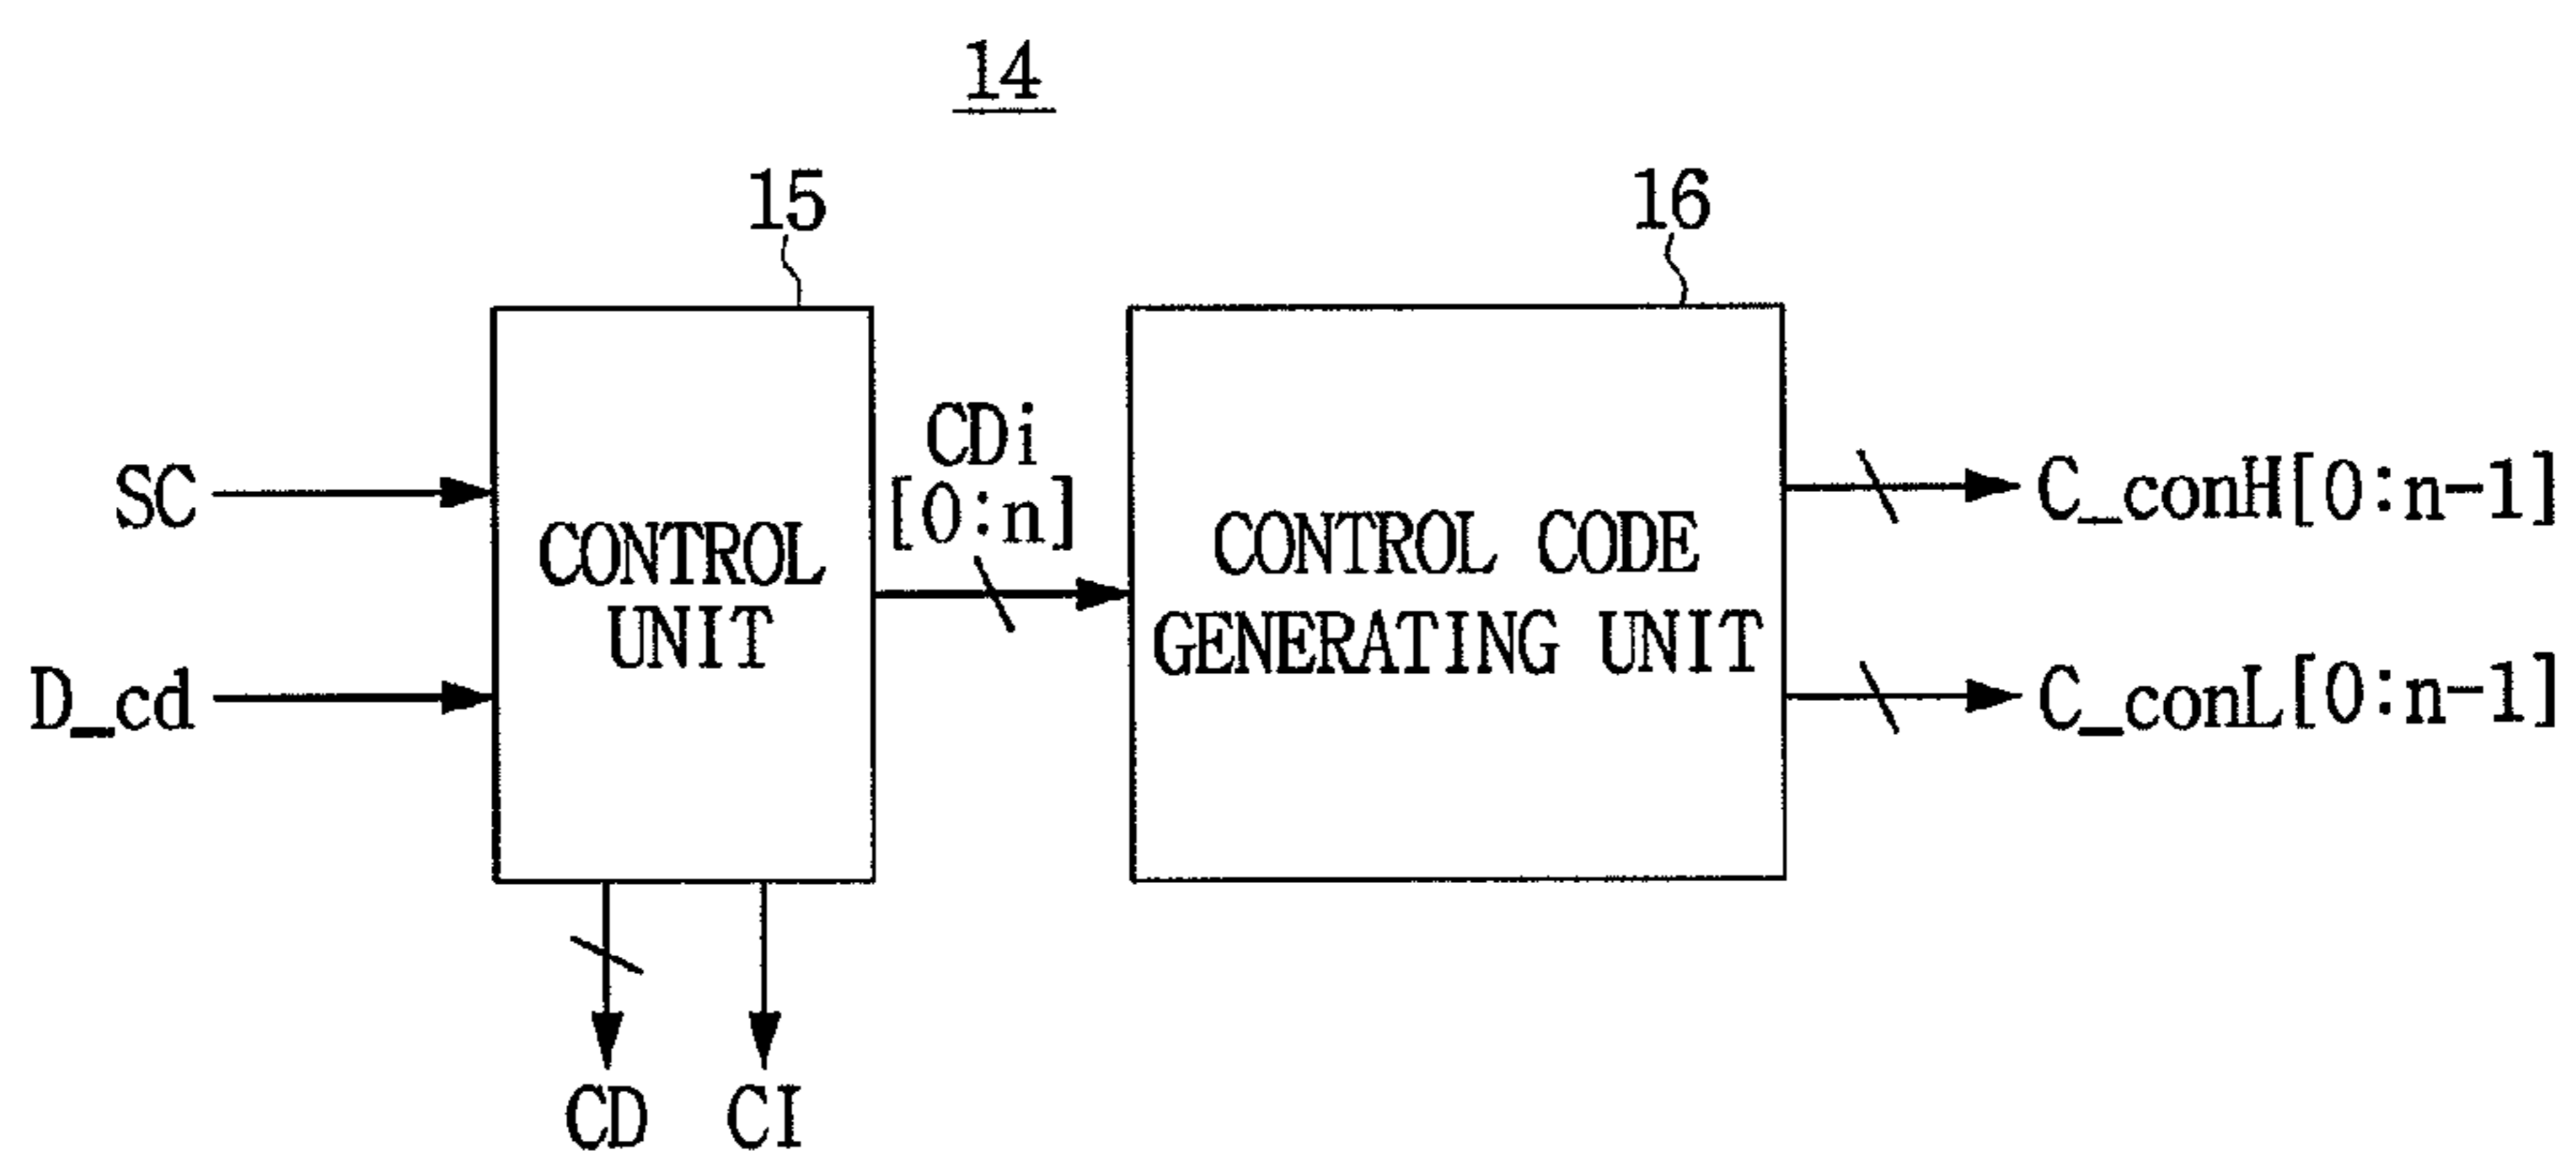 14
15
16
SC
D_cd
CONTROL
UNIT
CDi
[0:n]
CONTROL CODE
GENERATING UNIT
C_conH[0:n-1]
C_conL[0:n-1]
CD
CI